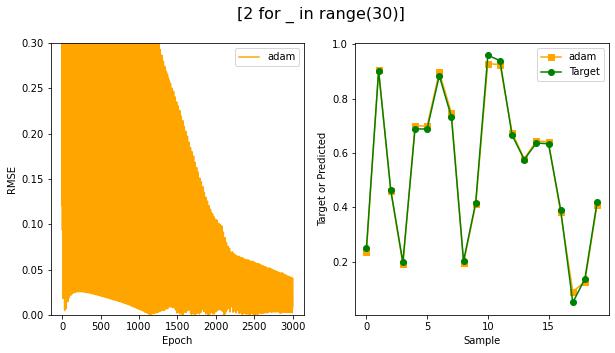 [2 for _ in range(30)]
0.30
0.25
0.20
0.15
0.10
0.05
0.00
RMSE
0 500 1000 1500 2000 2500 3000
Epoch
adam
1.0
0.8
0.6
0.4
0.2
Target or Predicted
0 5 10 15
Sample
adam
Target